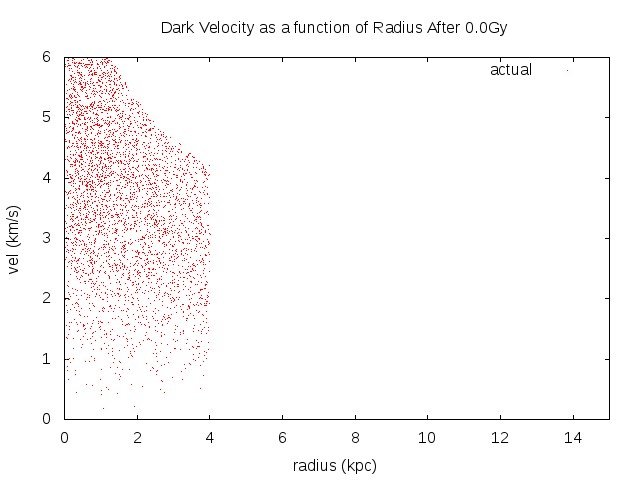 Dark Velocity as a function of Radius After 0.0Gy
actual
6
5
4
3
2
1
0
vel (km/s)
0 2 4 6 8 10 12 14
radius (kpc)